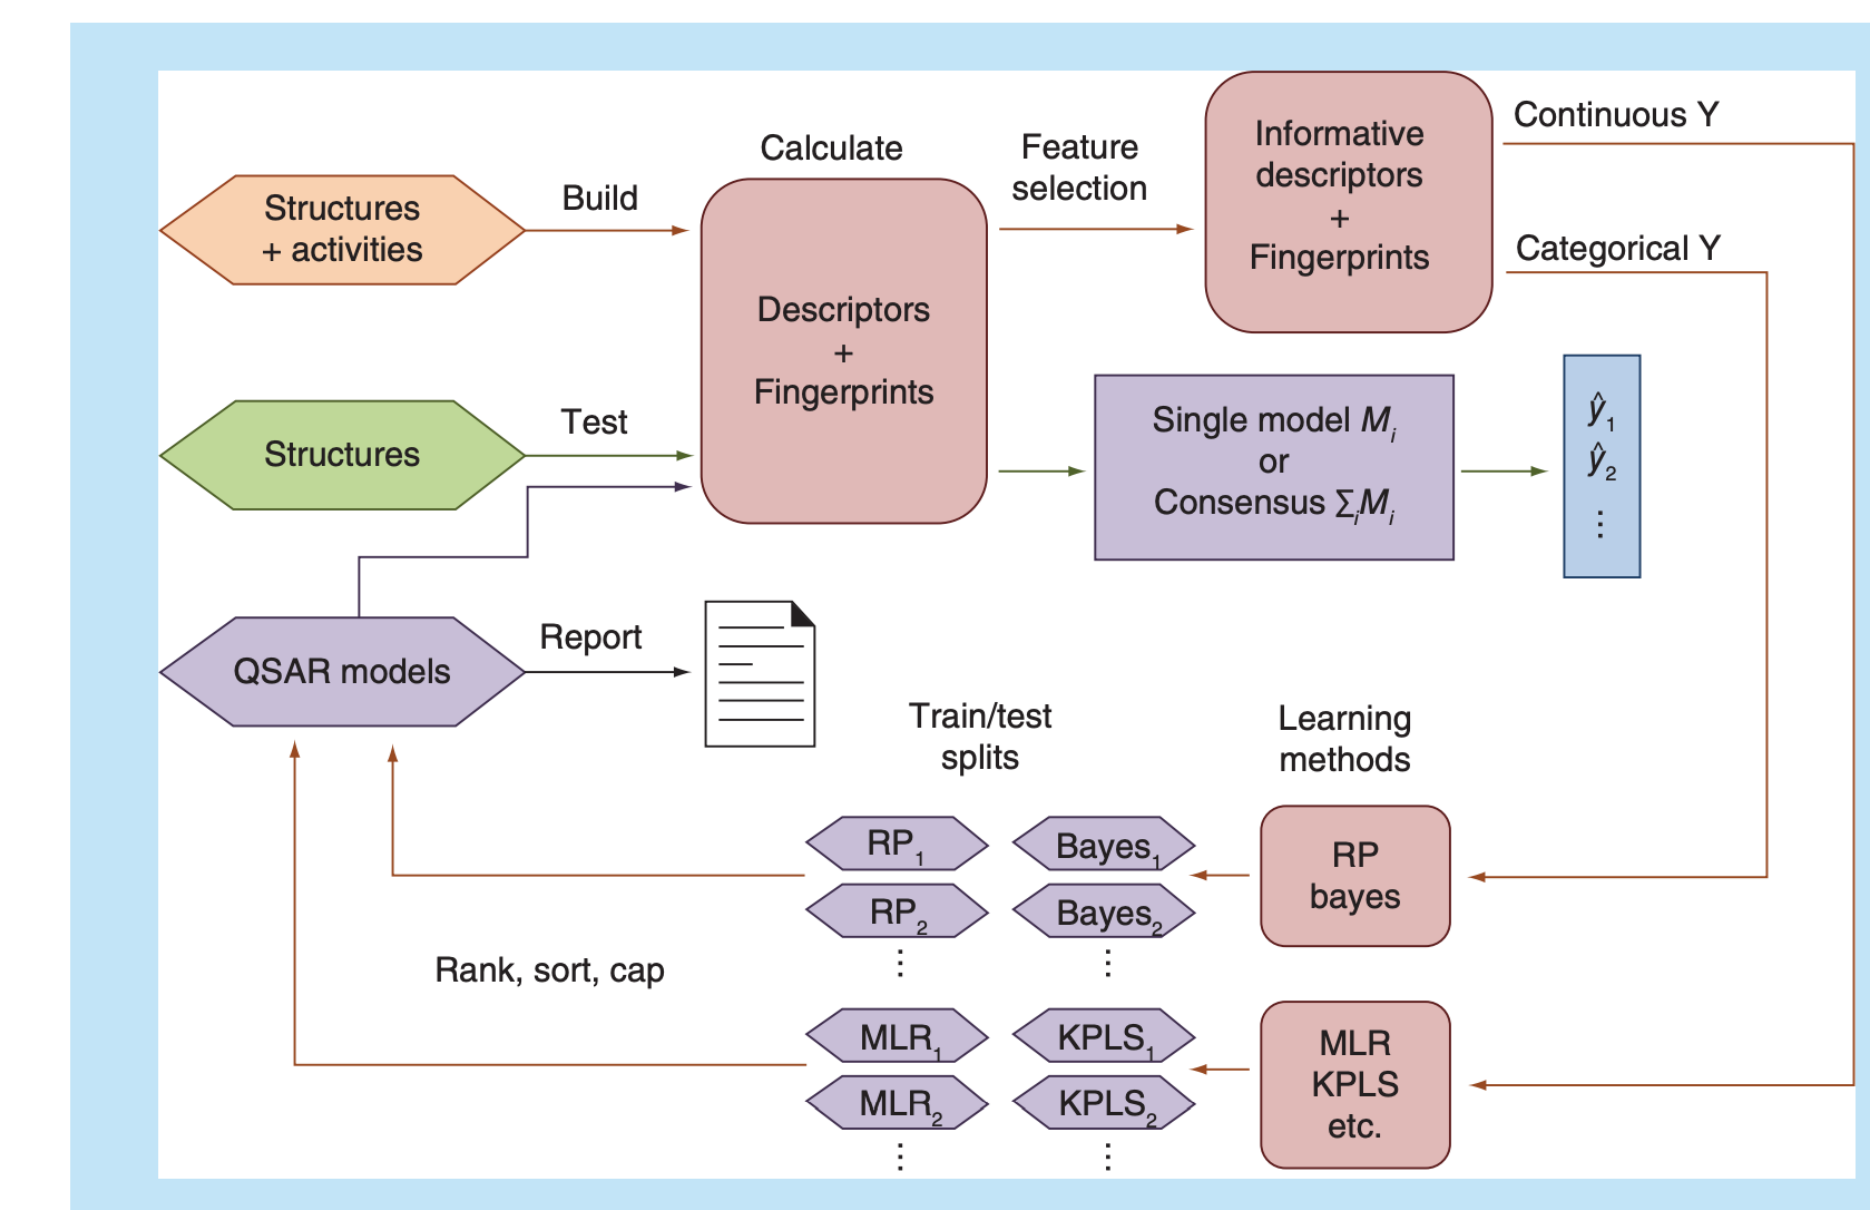 Structures
+ activities
Build
Calculate
Descriptors
+
Fingerprints
Feature
selection
Informative
descriptors
+
Fingerprints
Continuous Y
Categorical Y
Structures
Test
Single model Mᵢ
or
Consensus ∑ᵢMᵢ
ŷ₁
ŷ₂
⋮
QSAR models
Report
Train/test
splits
Learning
methods
RP₁
Bayes₁
RP
bayes
RP₂
Bayes₂
⋮
⋮
Rank, sort, cap
MLR₁
KPLS₁
MLR
KPLS
etc.
MLR₂
KPLS₂
⋮
⋮